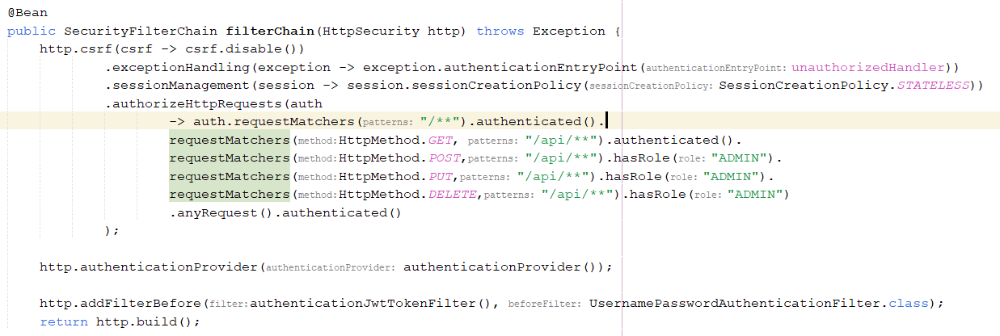 @Bean
public SecurityFilterChain filterChain(HttpSecurity http) throws Exception {
http.csrf(csrf -> csrf.disable())
.exceptionHandling(exception -> exception.authenticationEntryPoint(authenticationEntryPoint: unauthorizedHandler))
.sessionManagement(session -> session.sessionCreationPolicy(sessionCreationPolicy: SessionCreationPolicy.STATELESS))
.authorizeHttpRequests(auth
-> auth.requestMatchers(patterns: "/**").authenticated().
requestMatchers(method:HttpMethod.GET, patterns: "/api/**").authenticated().
requestMatchers(method:HttpMethod.POST,patterns: "/api/**").hasRole(role: "ADMIN").
requestMatchers(method:HttpMethod.PUT,patterns: "/api/**").hasRole(role: "ADMIN").
requestMatchers(method:HttpMethod.DELETE,patterns: "/api/**").hasRole(role: "ADMIN")
.anyRequest().authenticated()
);
http.authenticationProvider(authenticationProvider: authenticationProvider());
http.addFilterBefore(filter:authenticationJwtTokenFilter(), beforeFilter: UsernamePasswordAuthenticationFilter.class);
return http.build();